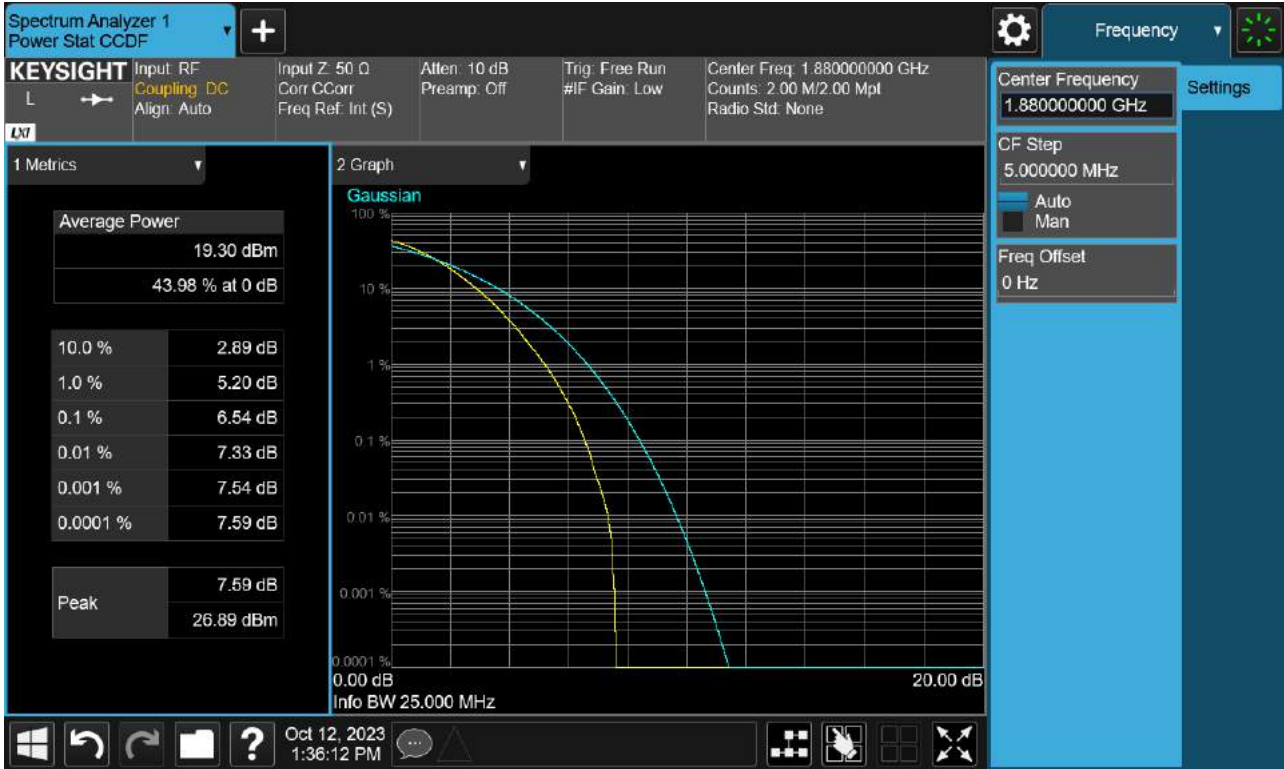 Spectrum Analyzer 1
Power Stat CCDF
+
Frequency
KEYSIGHT
L
LXI
Input: RF
Coupling: DC
Align: Auto
Input Z: 50 Ω
Corr CCorr
Freq Ref: Int (S)
Atten: 10 dB
Preamp: Off
Trig: Free Run
#IF Gain: Low
Center Freq: 1.880000000 GHz
Counts: 2.00 M/2.00 Mpt
Radio Std: None
Center Frequency
1.880000000 GHz
Settings
CF Step
5.000000 MHz
Auto
Man
Freq Offset
0 Hz
1 Metrics
Average Power
19.30 dBm
43.98 % at 0 dB
10.0 % 2.89 dB
1.0 % 5.20 dB
0.1 % 6.54 dB
0.01 % 7.33 dB
0.001 % 7.54 dB
0.0001 % 7.59 dB
Peak
7.59 dB
26.89 dBm
2 Graph
Gaussian
100 %
10 %
1 %
0.1 %
0.01 %
0.001 %
0.0001 %
0.00 dB 20.00 dB
Info BW 25.000 MHz
?
Oct 12, 2023
1:36:12 PM